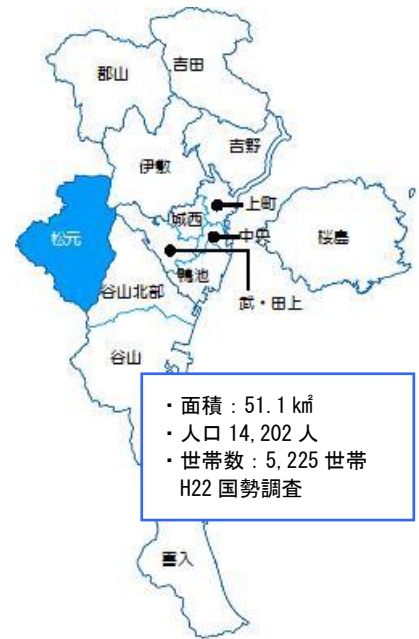 吉田
郡山
吉野
伊敷
上町
城西
松元
中央
桜島
鴨池
谷山北部
武・田上
谷山
・面積：51.1㎢
・人口 14,202 人
・世帯数：5,225 世帯
H22 国勢調査
喜入